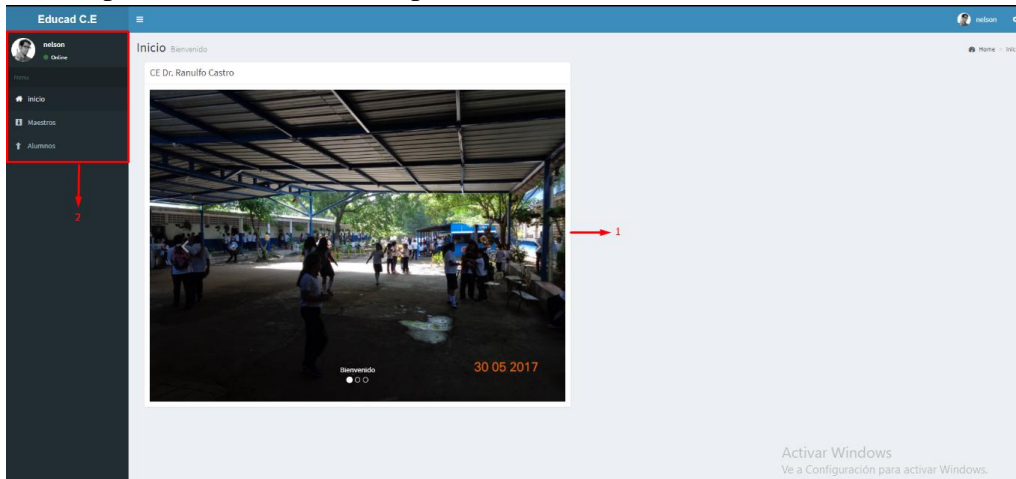 Educad C.E
nelson
nelson
Online
Menu
Inicio
Maestros
Alumnos
2
Inicio Bienvenido
Home
CE Dr. Ranulfo Castro
1
30 05 2017
Bienvenido
Activar Windows
Ve a Configuración para activar Windows.